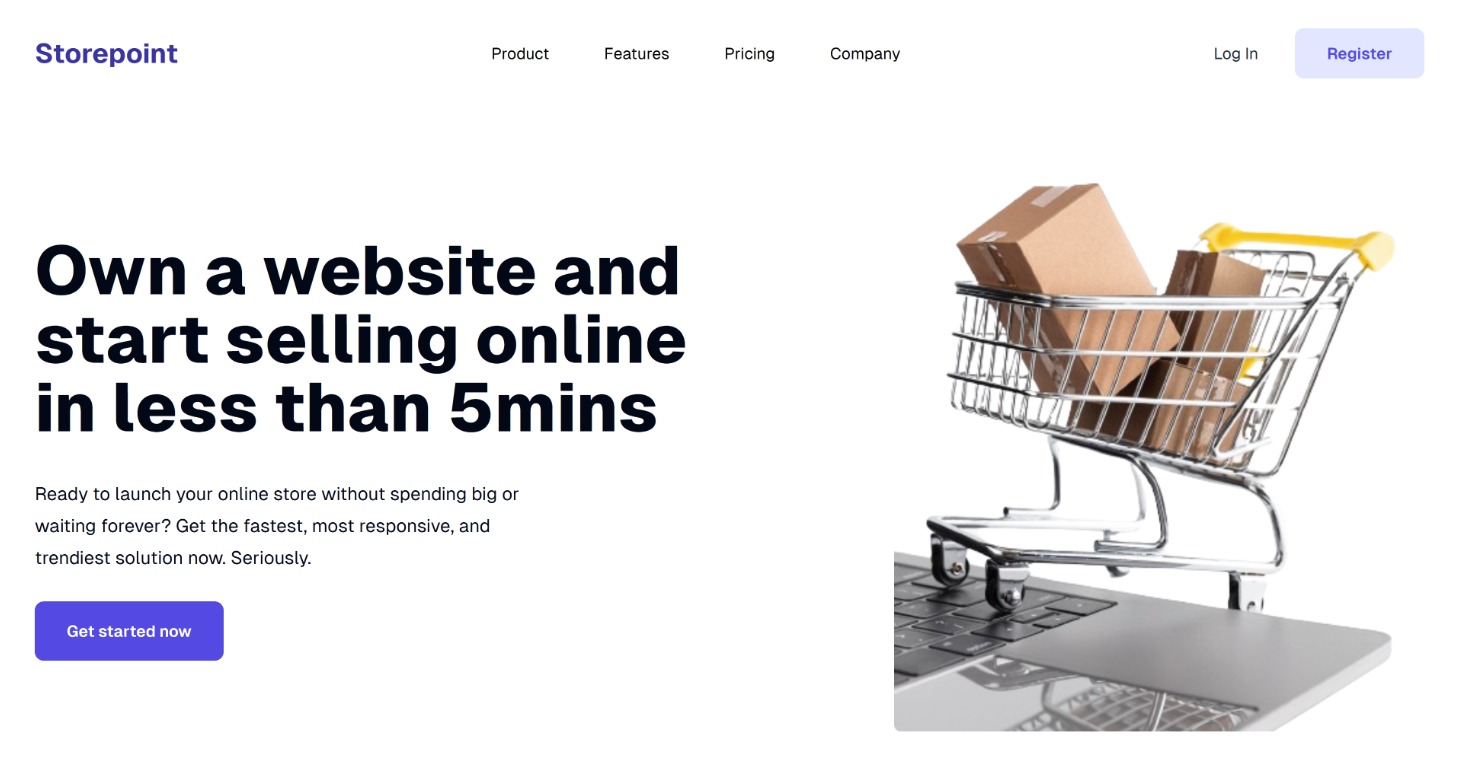 Storepoint
Product
Features
Pricing
Company
Log In
Register
Own a website and
start selling online
in less than 5mins
Ready to launch your online store without spending big or
waiting forever? Get the fastest, most responsive, and
trendiest solution now. Seriously.
Get started now